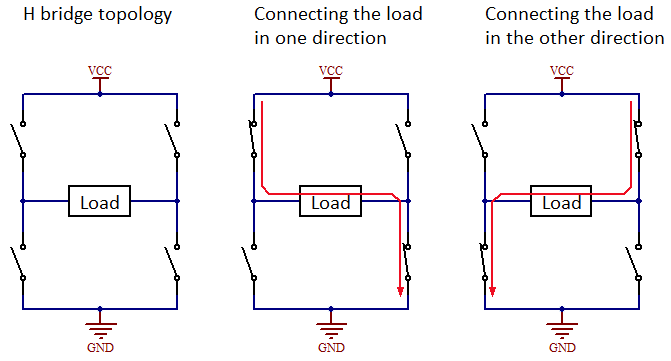 H bridge topology
Connecting the load
in one direction
Connecting the load
in the other direction
VCC
VCC
VCC
Load
Load
Load
GND
GND
GND